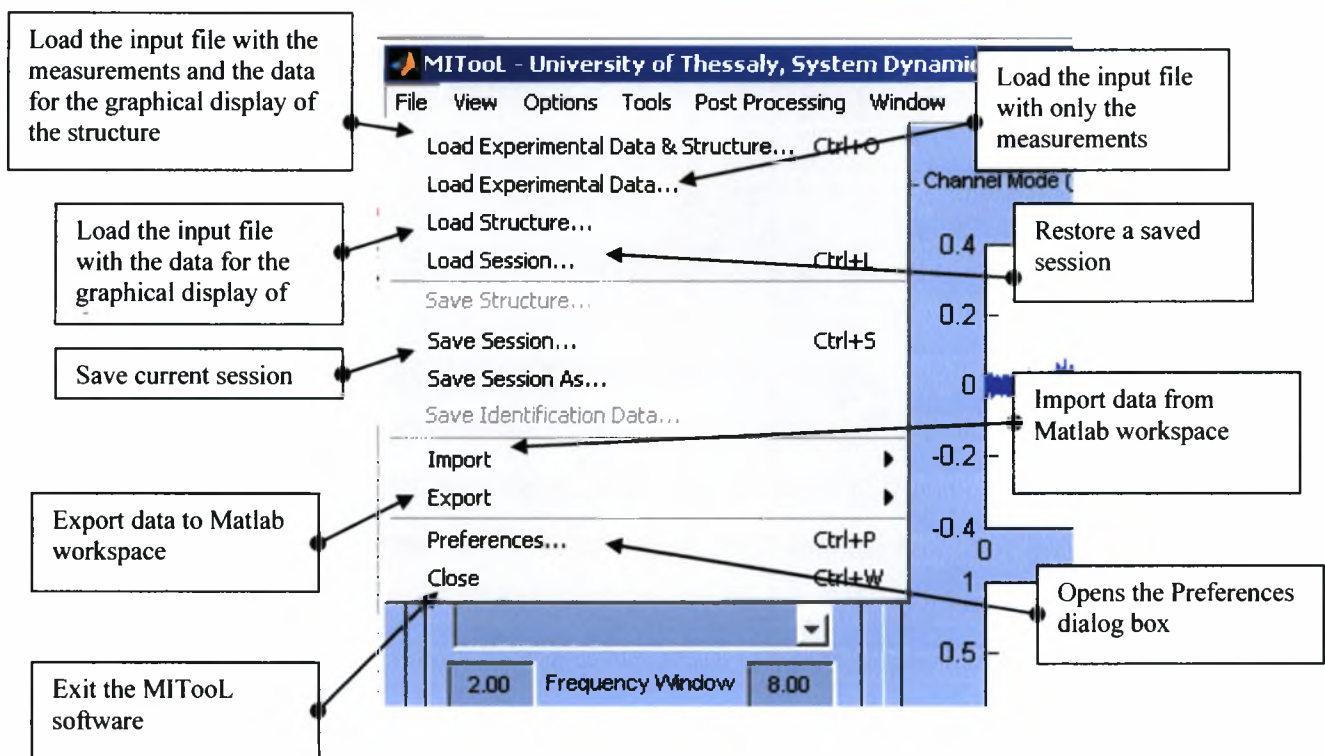 Load the input file with the
measurements and the data
for the graphical display of
the structure
MITooL - University of Thessaly, System Dynamic
Load the input file
with only the
measurements
File View Options Tools Post Processing Window
Load Experimental Data & Structure... Ctrl+O
Load Experimental Data...
Load Structure...
Load Session... Ctrl+L
Save Structure...
Save Session... Ctrl+S
Save Session As...
Save Identification Data...
Import
Export
Preferences... Ctrl+P
Close Ctrl+W
Channel Mode (
Load the input file
with the data for the
graphical display of
Restore a saved
session
Save current session
Import data from
Matlab workspace
Export data to Matlab
workspace
Opens the Preferences
dialog box
Exit the MITooL
software
0.4
0.2
0
-0.2
-0.4
0
1
0.5
2.00 Frequency Window 8.00